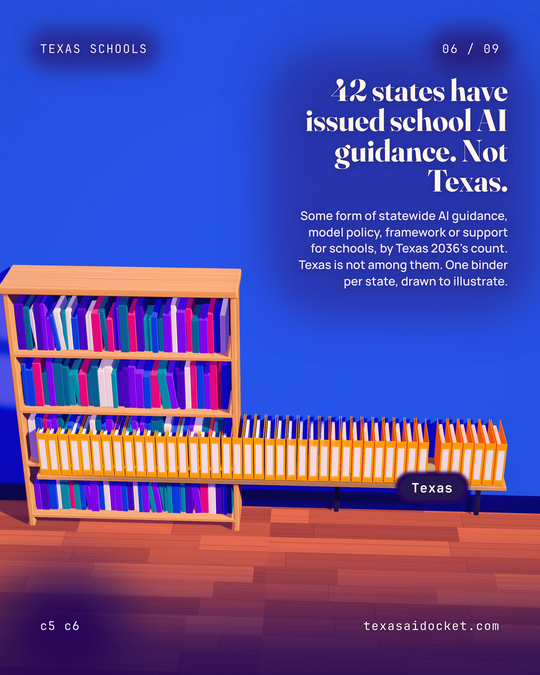 TEXAS SCHOOLS
06 / 09
42 states have
issued school AI
guidance. Not
Texas.
Some form of statewide AI guidance,
model policy, framework or support
for schools, by Texas 2036's count.
Texas is not among them. One binder
per state, drawn to illustrate.
Texas
c5 c6
texasaidocket.com